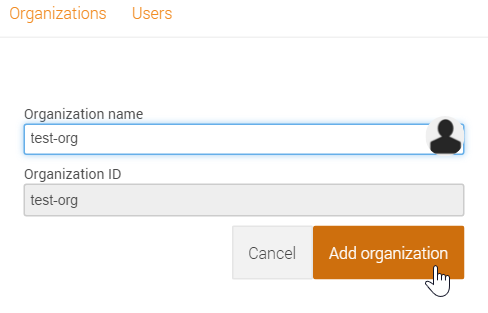 Organizations Users
Organization name
test-org
Organization ID
test-org
Cancel Add organization